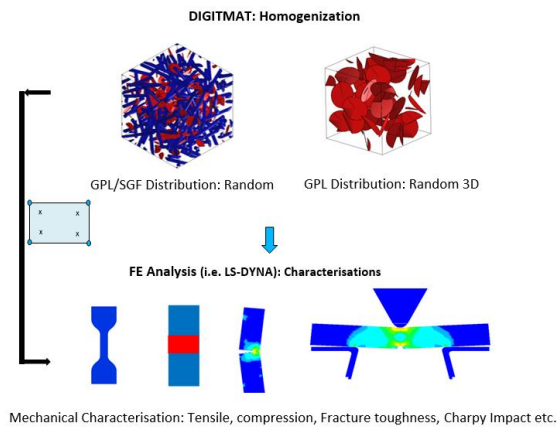 DIGITMAT: Homogenization
GPL/SGF Distribution: Random
GPL Distribution: Random 3D
x x
x x
FE Analysis (i.e. LS-DYNA): Characterisations
Mechanical Characterisation: Tensile, compression, Fracture toughness, Charpy Impact etc.